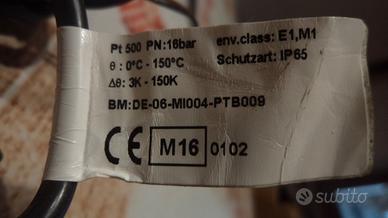 Pt 500 PN:16bar env.class: E1,M1
θ : 0°C - 150°C Schutzart: IP65
Δθ: 3K - 150K
BM:DE-06-MI004-PTB009
CE M16 0102
subito